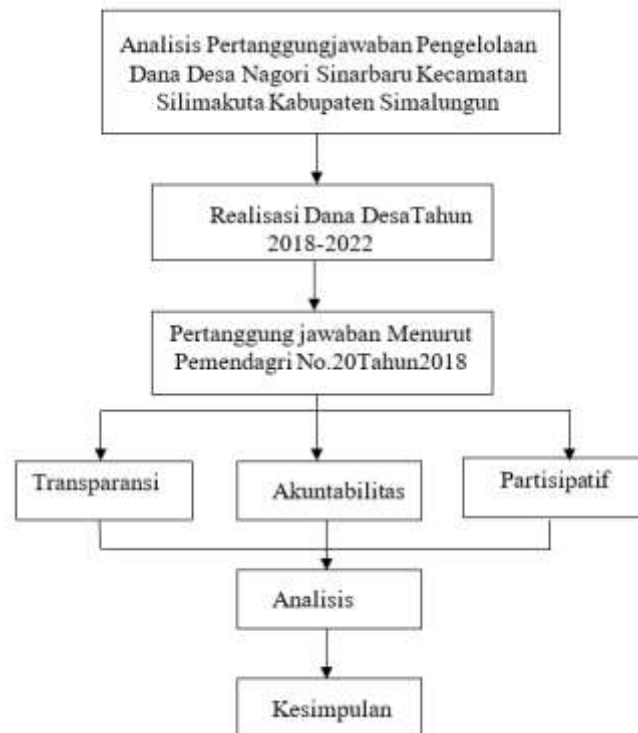 Analisis Pertanggungjawaban Pengelolaan
Dana Desa Nagori Sinarbaru Kecamatan
Silimakuta Kabupaten Simalungun
Realisasi Dana DesaTahun
2018-2022
Pertanggung jawaban Menurut
Pemendagri No.20Tahun2018
Transparansi
Akuntabilitas
Partisipatif
Analisis
Kesimpulan